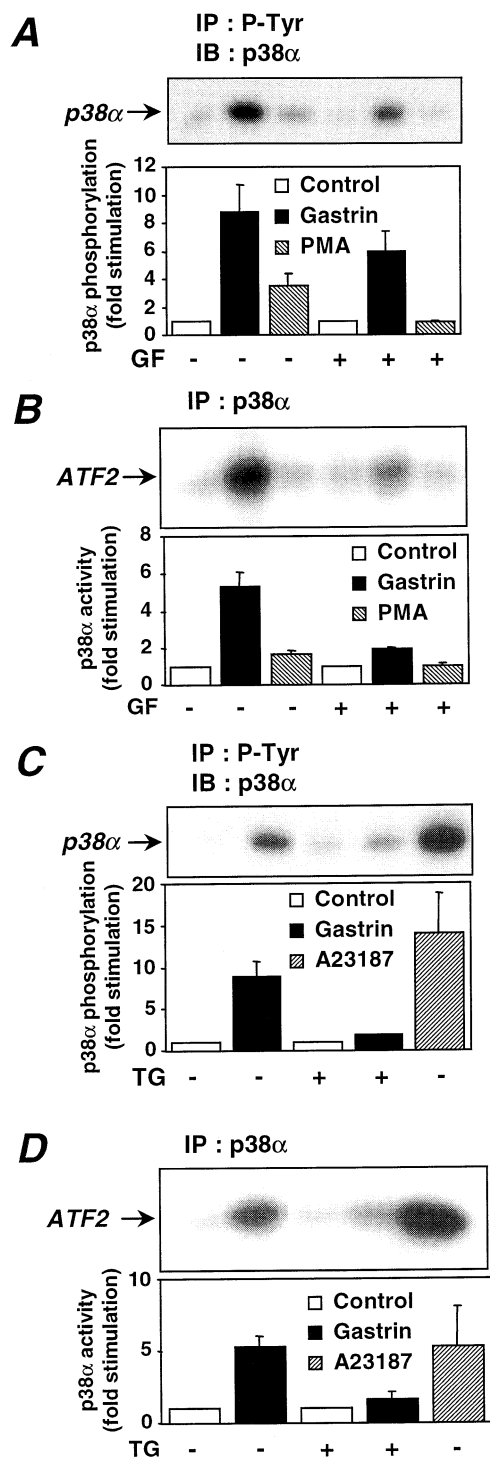 A
IP : P-Tyr
IB : p38α
p38α
p38α phosphorylation
(fold stimulation)
12
10
8
6
4
2
0
Control
Gastrin
PMA
GF - - - + + +
B
IP : p38α
ATF2
p38α activity
(fold stimulation)
8
6
4
2
0
Control
Gastrin
PMA
GF - - - + + +
C
IP : P-Tyr
IB : p38α
p38α
p38α phosphorylation
(fold stimulation)
20
15
10
5
0
Control
Gastrin
A23187
TG - - + + -
D
IP : p38α
ATF2
p38α activity
(fold stimulation)
10
5
0
Control
Gastrin
A23187
TG - - + + -